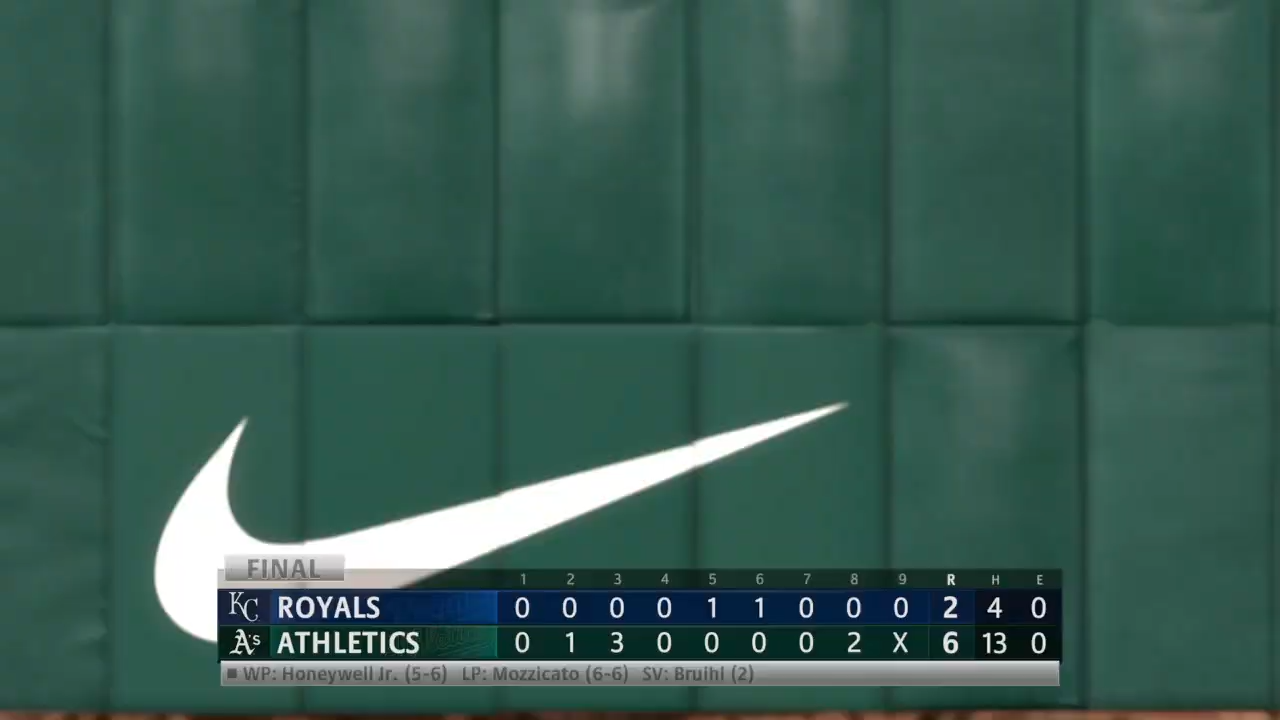 FINAL
1 2 3 4 5 6 7 8 9 R H E
KC ROYALS 0 0 0 0 1 1 0 0 0 2 4 0
A's ATHLETICS 0 1 3 0 0 0 0 2 X 6 13 0
WP: Honeywell Jr. (5-6) LP: Mozzicato (6-6) SV: Bruihl (2)